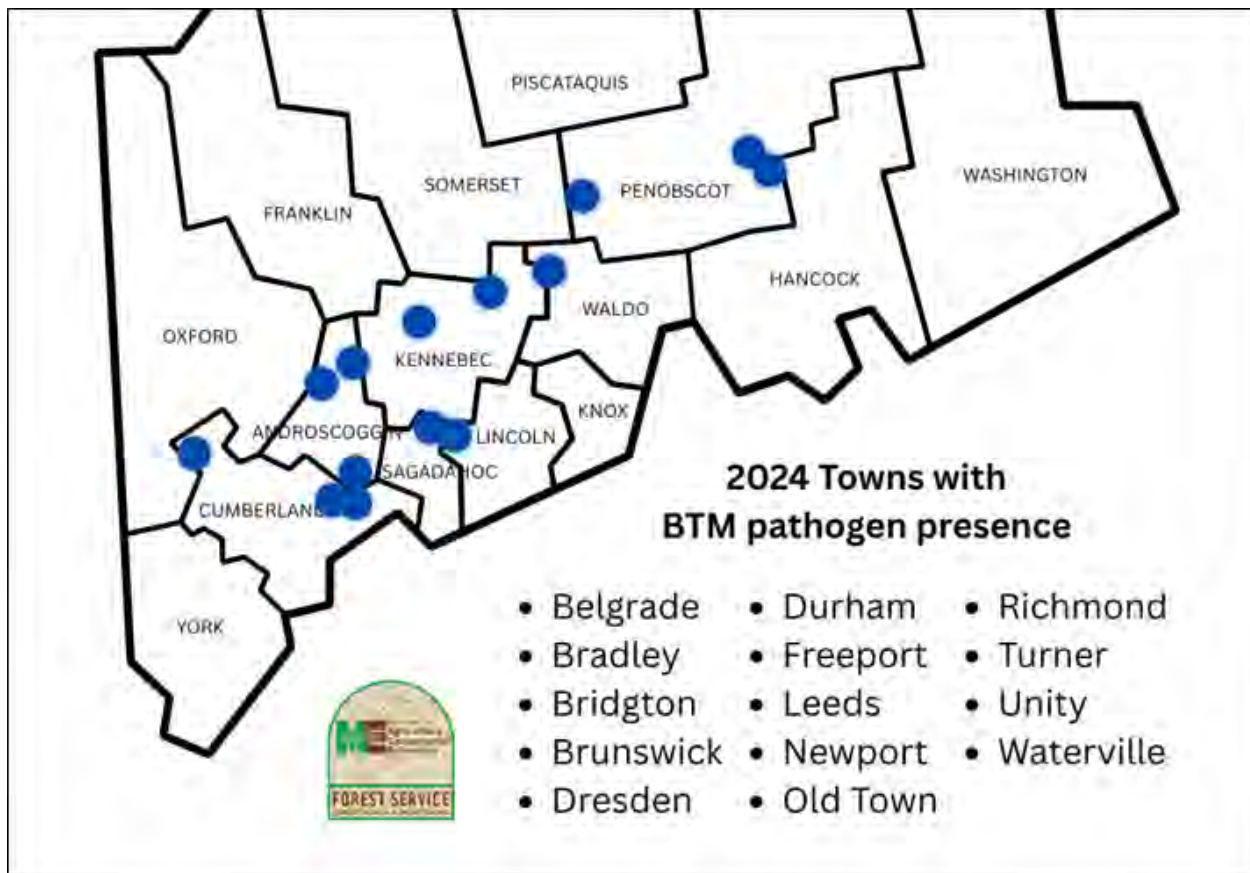 PISCATAQUIS
SOMERSET
PENOBSCOT
WASHINGTON
FRANKLIN
HANCOCK
WALDO
OXFORD
KENNEBEC
KNOX
ANDROSCOGGIN
LINCOLN
SAGADAHOC
CUMBERLAND
YORK
2024 Towns with
BTM pathogen presence
• Belgrade
• Bradley
• Bridgton
• Brunswick
• Dresden
• Durham
• Freeport
• Leeds
• Newport
• Old Town
• Richmond
• Turner
• Unity
• Waterville
FOREST SERVICE